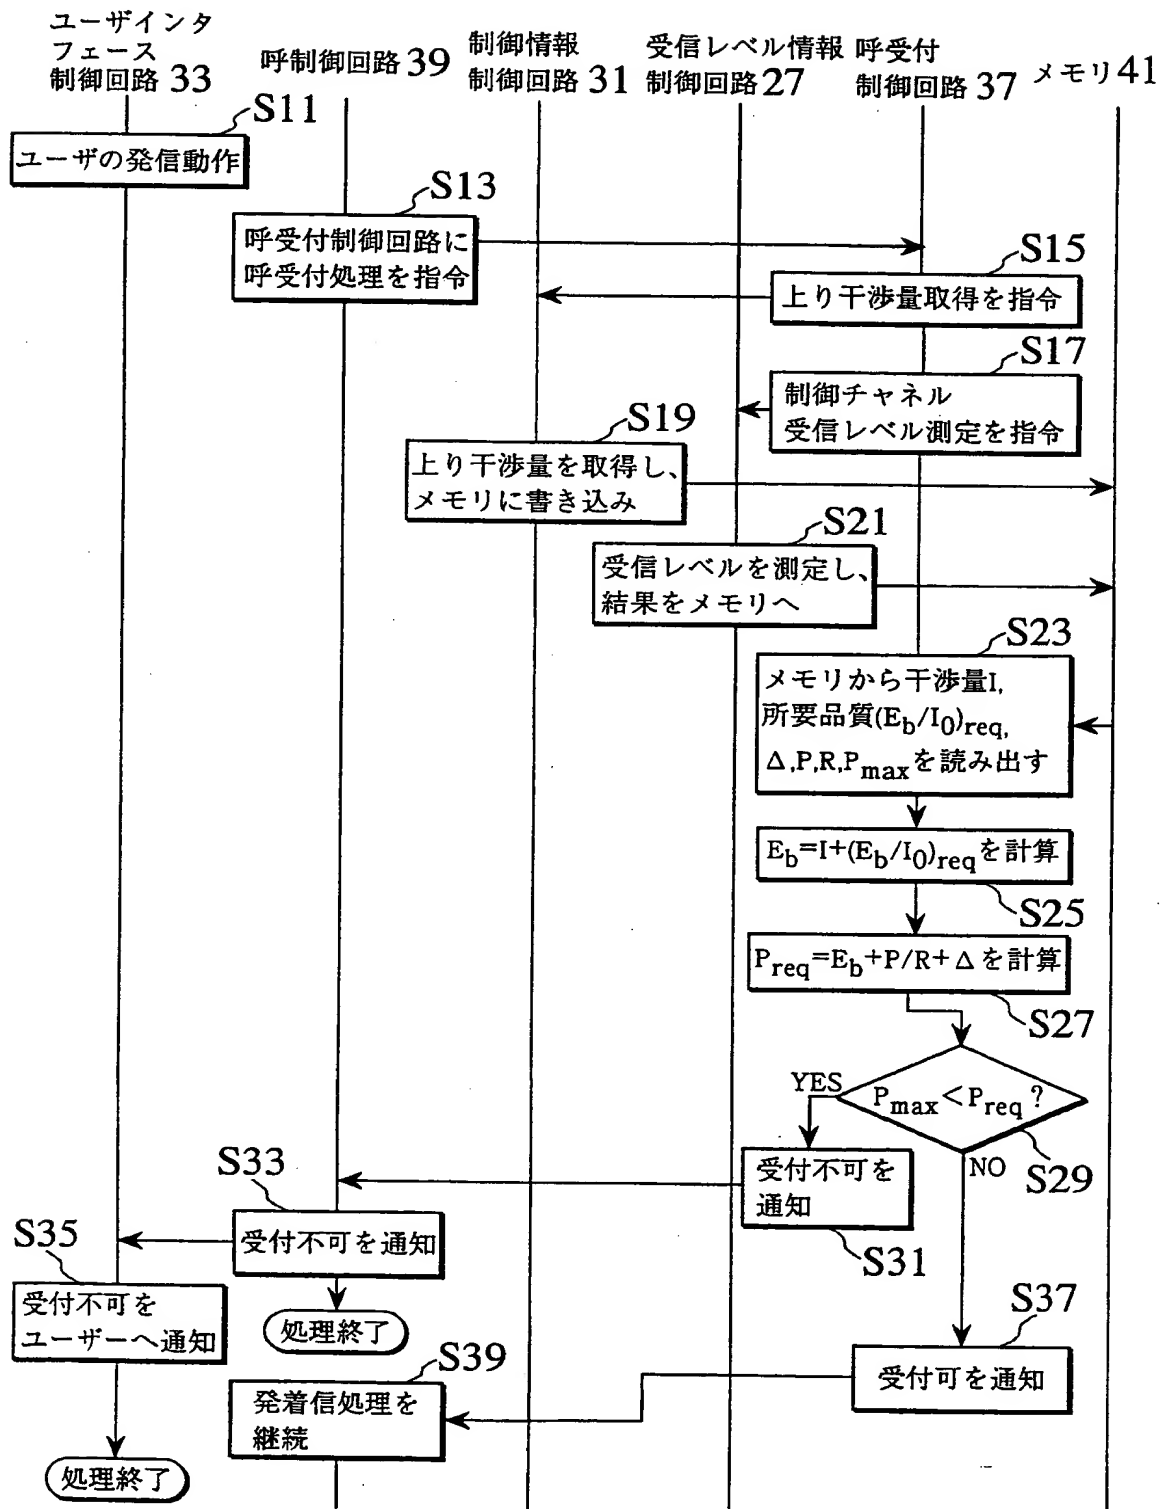 ユーザインタ
フェース
制御回路 33
呼制御回路 39
制御情報
制御回路 31
受信レベル情報
制御回路 27
呼受付
制御回路 37
メモリ 41
S11
ユーザの発信動作
S13
呼受付制御回路に
呼受付処理を指令
S15
上り干渉量取得を指令
S17
制御チャネル
受信レベル測定を指令
S19
上り干渉量を取得し、
メモリに書き込み
S21
受信レベルを測定し、
結果をメモリへ
S23
メモリから干渉量I,
所要品質(Eb/I0)req,
Δ,P,R,Pmaxを読み出す
Eb=I+(Eb/I0)reqを計算
S25
Preq=Eb+P/R+Δを計算
S27
YES
Pmax<Preq?
NO
S29
受付不可を
通知
S31
S33
受付不可を通知
処理終了
S35
受付不可を
ユーザーへ通知
処理終了
S37
受付可を通知
S39
発着信処理を
継続